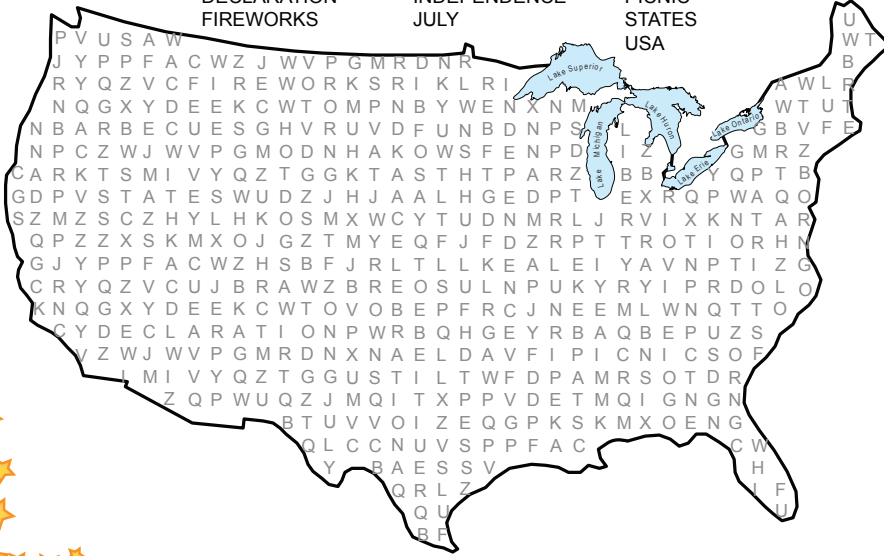 DECLARATION INDEPENDENCE PICNIC
FIREWORKS JULY STATES
USA
U
P V U S A W W T
J Y P P F A C W Z J W V P G M R D N R B
Lake Superior
R Y Q Z V C F I R E W O R K S R I K L R I A W L R
N Q G X Y D E E K C W T O M P N B Y W E N X N M W T U T
Lake Michigan
Lake Huron
Lake Ontario
N B A R B E C U E S G H V R U V D F U N B D N P S L G B V F E
N P C Z W J W V P G M O D N H A K O W S F E N P D I Z G M R Z
Lake Erie
C A R K T S M I V Y Q Z T G G K T A S T H T P A R Z B B Y Q P T B
G D P V S T A T E S W U D Z J H J A A L H G E D P T E X R Q P W A Q O
S Z M Z S C Z H Y L H K O S M X W C Y T U D N M R L J R V I X K N T A R
Q P Z Z X S K M X O J G Z T M Y E Q F J F D Z R P T T R O T I O R H N
G J Y P P F A C W Z H S B F J R L T L L K E A L E I Y A V N P T I Z G
C R Y Q Z V C U J B R A W Z B R E O S U L N P U K Y R Y I P R D O L O
K N Q G X Y D E E K C W T O V O B E P F R C J N E E M L W N Q T T O
C Y D E C L A R A T I O N P W R B Q H G E Y R B A Q B E P U Z S
V Z W J W V P G M R D N X N A E L D A V F I P I C N I C S O F
I M I V Y Q Z T G G U S T I L T W F D P A M R S O T D R
Z Q P W U Q Z J M Q I T X P P V D E T M Q I G N G N
B T U V V O I Z E Q G P K S K M X O E N G
Q L C C N U V S P P F A C C W
Y B A E S S V H
Q R L Z I F
Q U U
B F